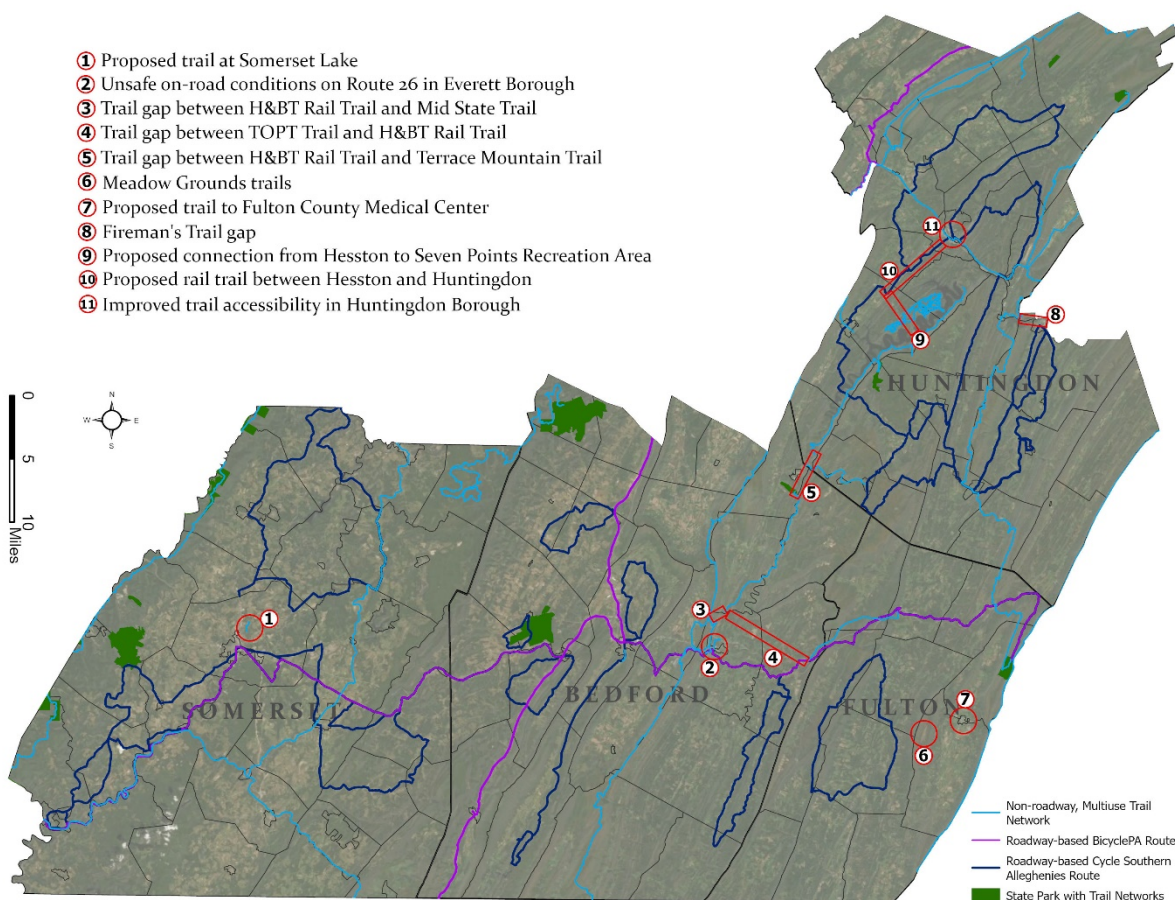 ① Proposed trail at Somerset Lake
② Unsafe on-road conditions on Route 26 in Everett Borough
③ Trail gap between H&BT Rail Trail and Mid State Trail
④ Trail gap between TOPT Trail and H&BT Rail Trail
⑤ Trail gap between H&BT Rail Trail and Terrace Mountain Trail
⑥ Meadow Grounds trails
⑦ Proposed trail to Fulton County Medical Center
⑧ Fireman's Trail gap
⑨ Proposed connection from Hesston to Seven Points Recreation Area
⑩ Proposed rail trail between Hesston and Huntingdon
⑪ Improved trail accessibility in Huntingdon Borough
11
10
8
9
HUNTINGDON
0
5
10
Miles
N
W E
S
5
1
3
2
4
BEDFORD
SOMERSET
FULTON
7
6
Non-roadway, Multiuse Trail
Network
Roadway-based BicyclePA Route
Roadway-based Cycle Southern
Alleghenies Route
State Park with Trail Networks